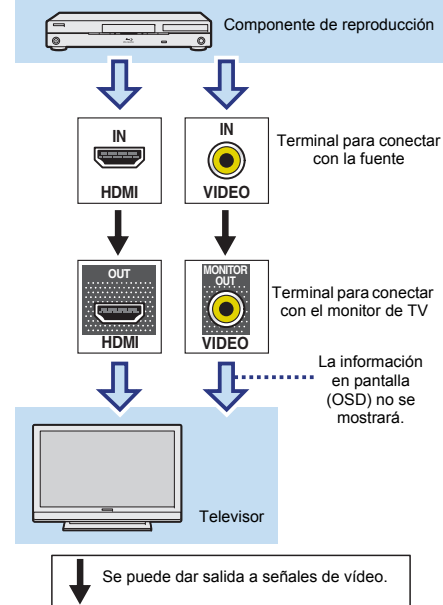 Componente de reproducción
IN
HDMI
IN
VIDEO
Terminal para conectar
con la fuente
OUT
HDMI
MONITOR
OUT
VIDEO
Terminal para conectar
con el monitor de TV
La información
en pantalla
(OSD) no se
mostrará.
Televisor
Se puede dar salida a señales de vídeo.